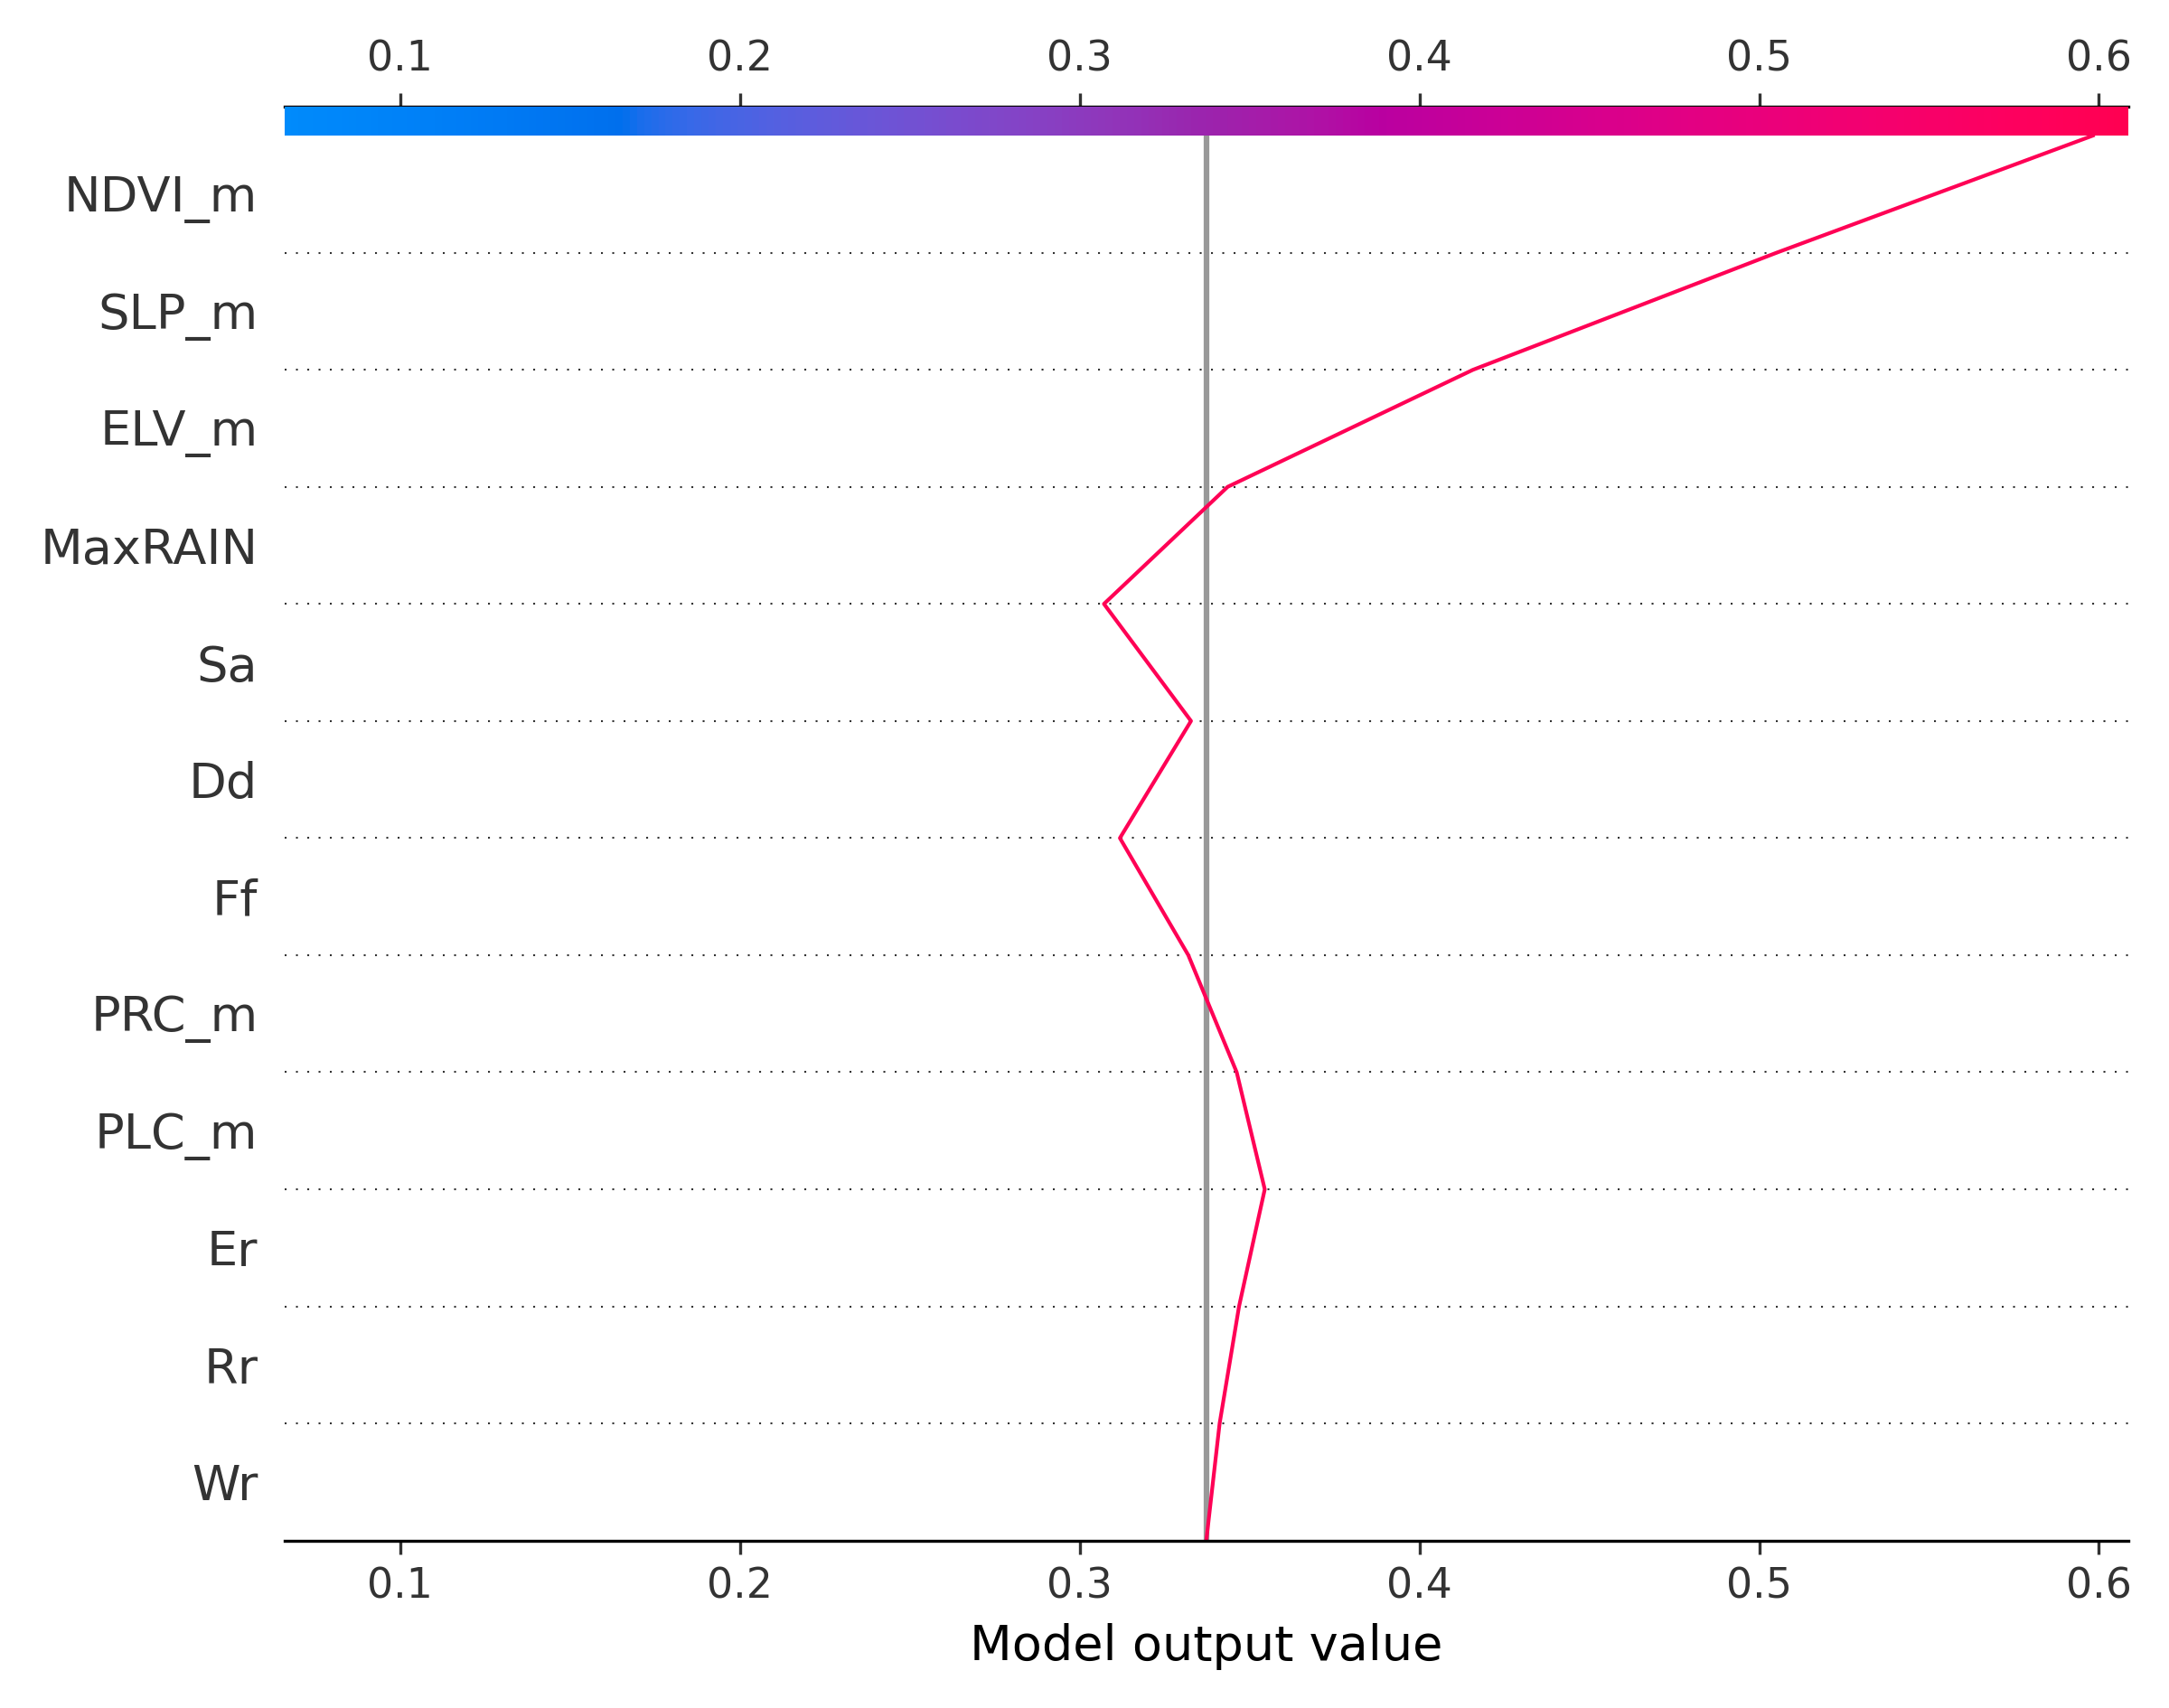 0.1 0.2 0.3 0.4 0.5 0.6
NDVI_m
SLP_m
ELV_m
MaxRAIN
Sa
Dd
Ff
PRC_m
PLC_m
Er
Rr
Wr
0.1 0.2 0.3 0.4 0.5 0.6
Model output value